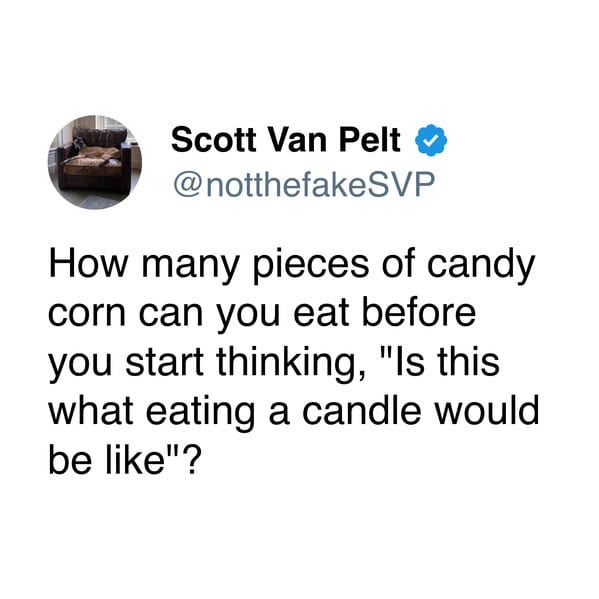 Scott Van Pelt
@notthefakeSVP
How many pieces of candy
corn can you eat before
you start thinking, "Is this
what eating a candle would
be like"?